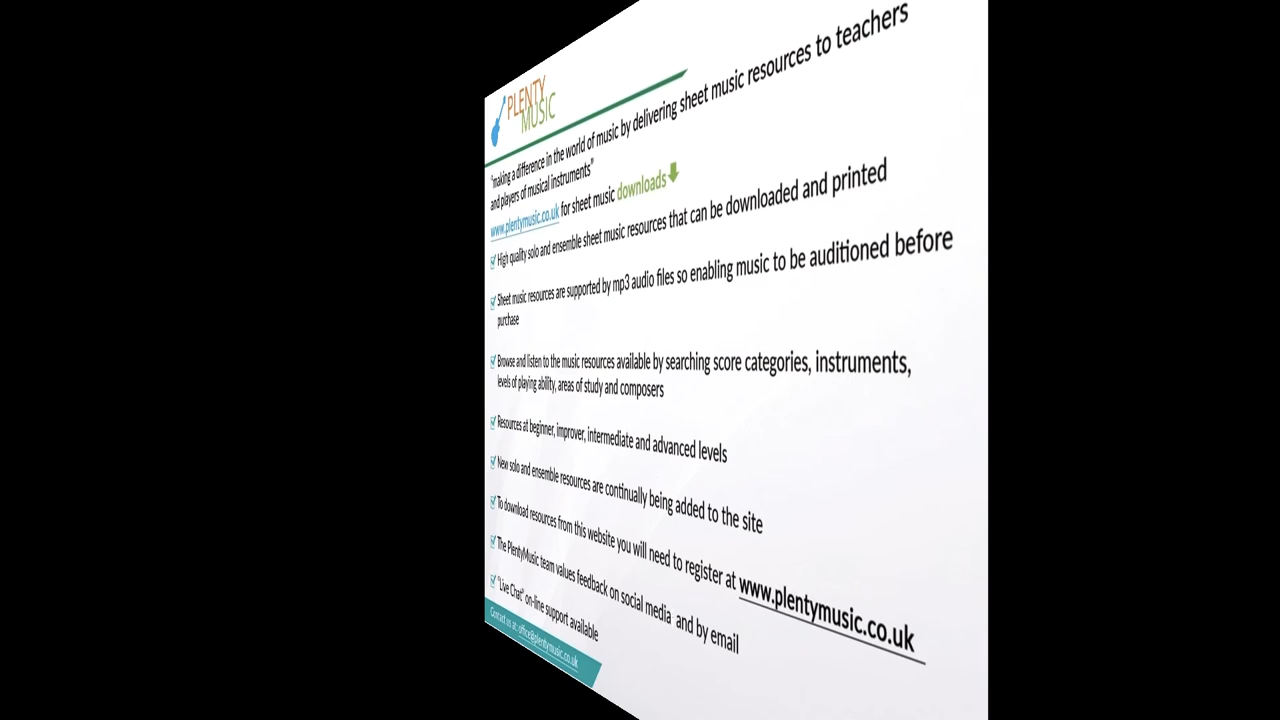 PLENTY
MUSIC
"making a difference in the world of music by delivering sheet music resources to teachers
and players of musical instruments"
www.plentymusic.co.uk for sheet music downloads
High quality solo and ensemble sheet music resources that can be downloaded and printed
Sheet music resources are supported by mp3 audio files so enabling music to be auditioned before
purchase
Browse and listen to the music resources available by searching score categories, instruments,
levels of playing ability, areas of study and composers
Resources at beginner, improver, intermediate and advanced levels
New solo and ensemble resources are continually being added to the site
To download resources from this website you will need to register at www.plentymusic.co.uk
The PlentyMusic team values feedback on social media and by email
"Live Chat" on-line support available
Contact us at: office@plentymusic.co.uk